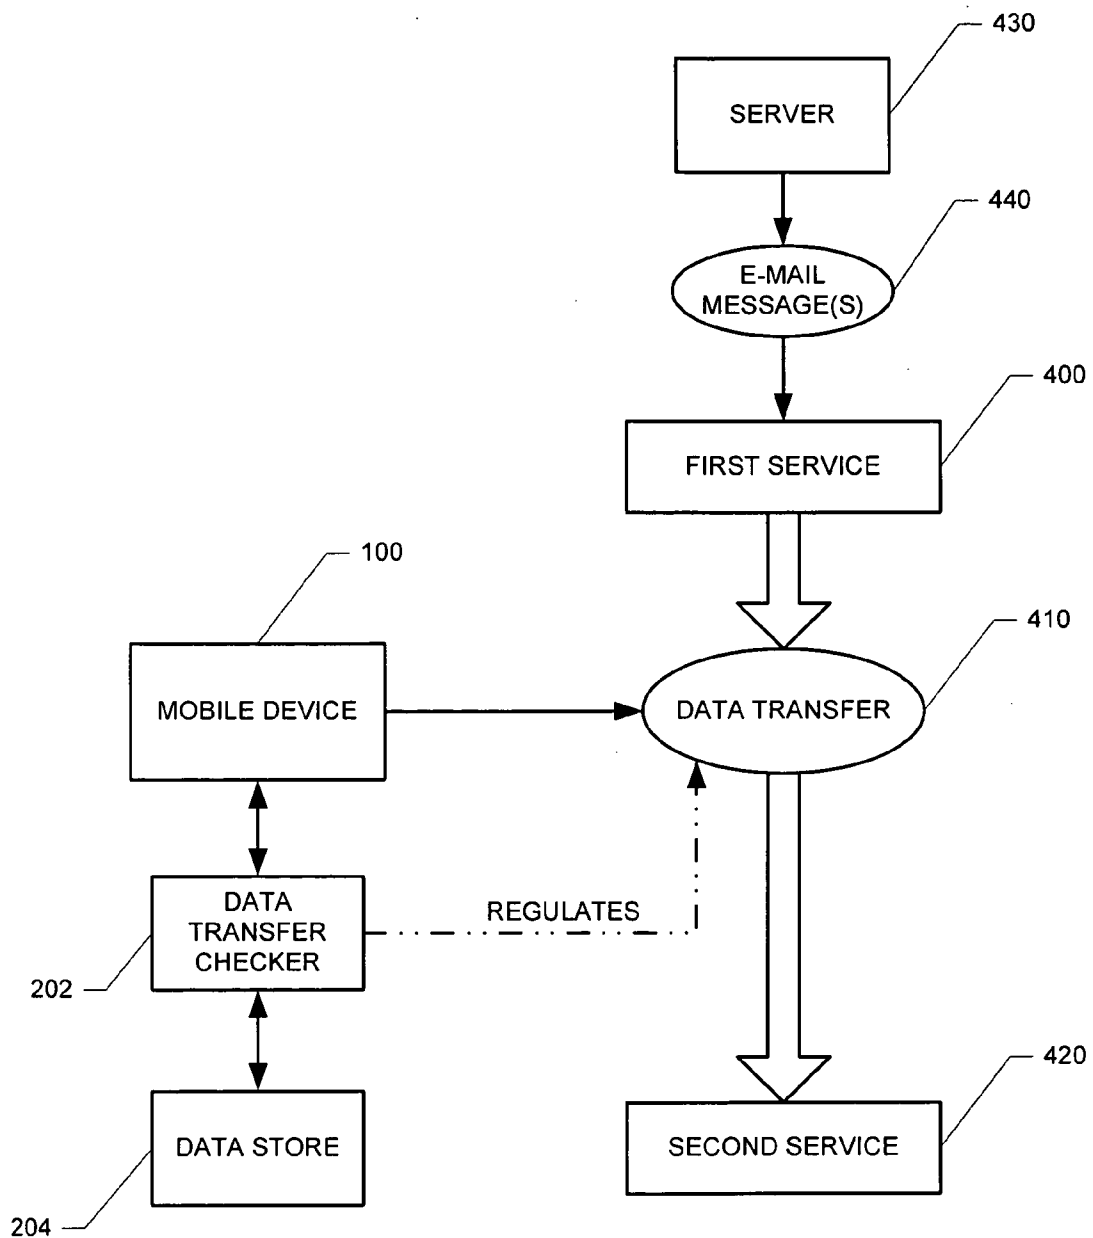 430
SERVER
440
E-MAIL
MESSAGE(S)
400
FIRST SERVICE
100
410
MOBILE DEVICE
DATA TRANSFER
DATA
TRANSFER
CHECKER
REGULATES
202
420
DATA STORE
SECOND SERVICE
204